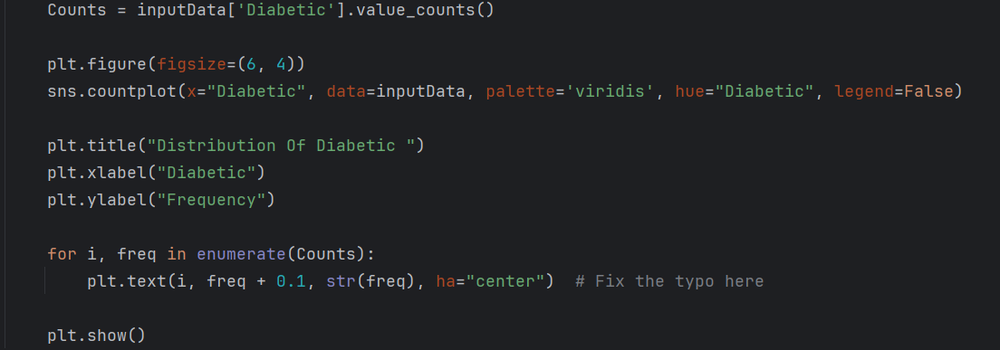 Counts = inputData['Diabetic'].value_counts()
plt.figure(figsize=(6, 4))
sns.countplot(x="Diabetic", data=inputData, palette='viridis', hue="Diabetic", legend=False)
plt.title("Distribution Of Diabetic ")
plt.xlabel("Diabetic")
plt.ylabel("Frequency")
for i, freq in enumerate(Counts):
    plt.text(i, freq + 0.1, str(freq), ha="center")  # Fix the typo here
plt.show()